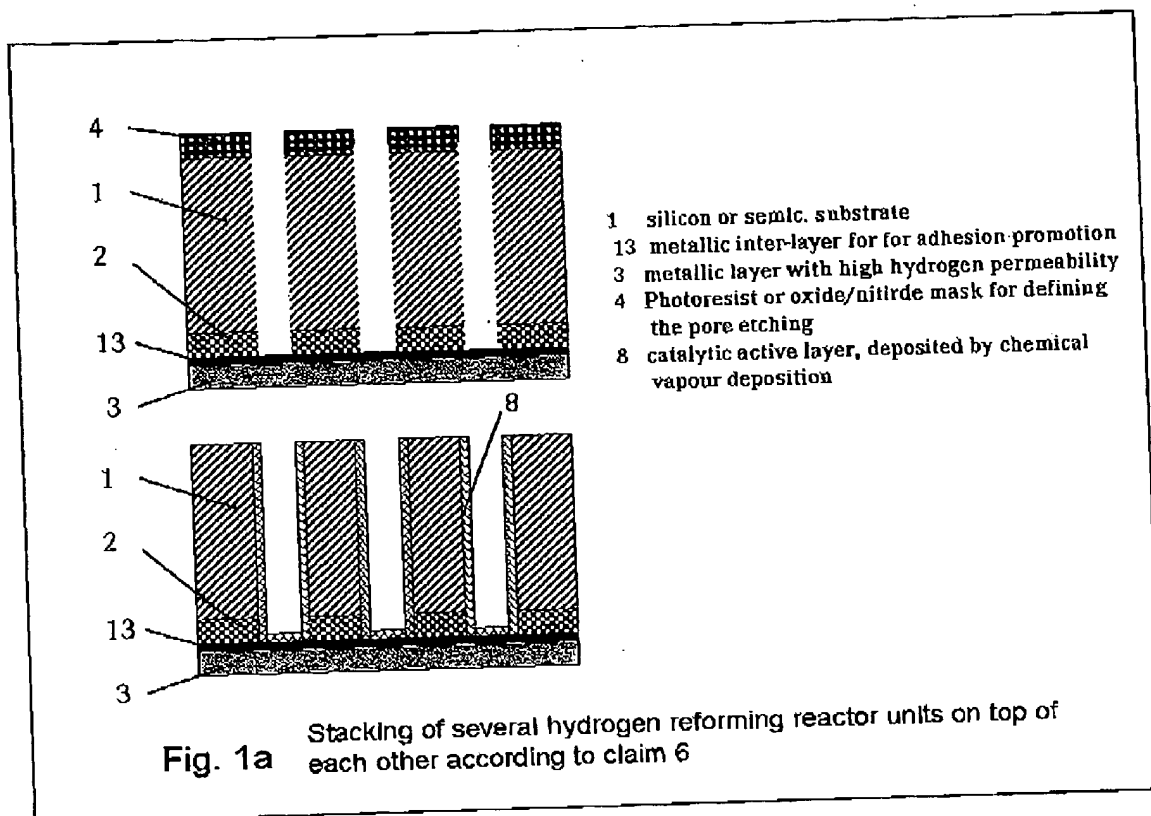 4
1
2
13
3
8
1
2
13
3
1 silicon or semic. substrate
13 metallic inter-layer for for adhesion promotion
3 metallic layer with high hydrogen permeability
4 Photoresist or oxide/nitirde mask for defining
the pore etching
8 catalytic active layer, deposited by chemical
vapour deposition
Fig. 1a
Stacking of several hydrogen reforming reactor units on top of
each other according to claim 6